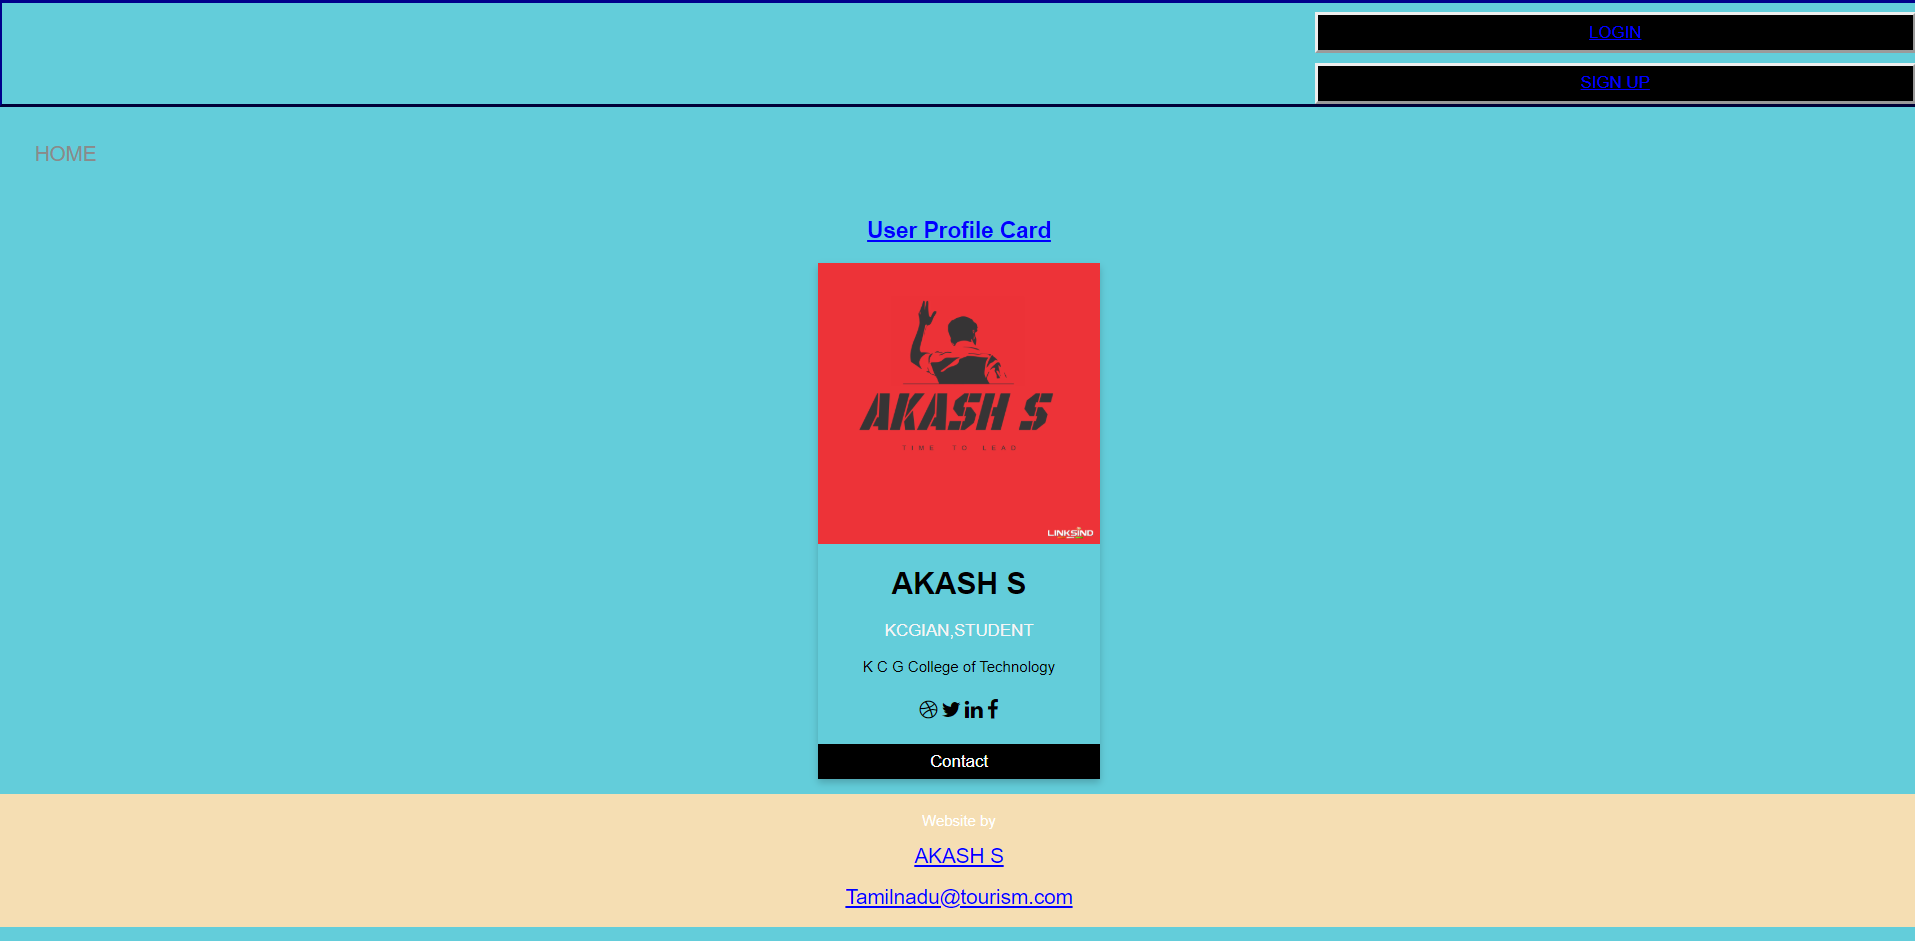 LOGIN
SIGN UP
HOME
User Profile Card
AKASH S
TIME TO LEAD
LINKSIND
AKASH S
KCGIAN,STUDENT
K C G College of Technology
Contact
Website by
AKASH S
Tamilnadu@tourism.com